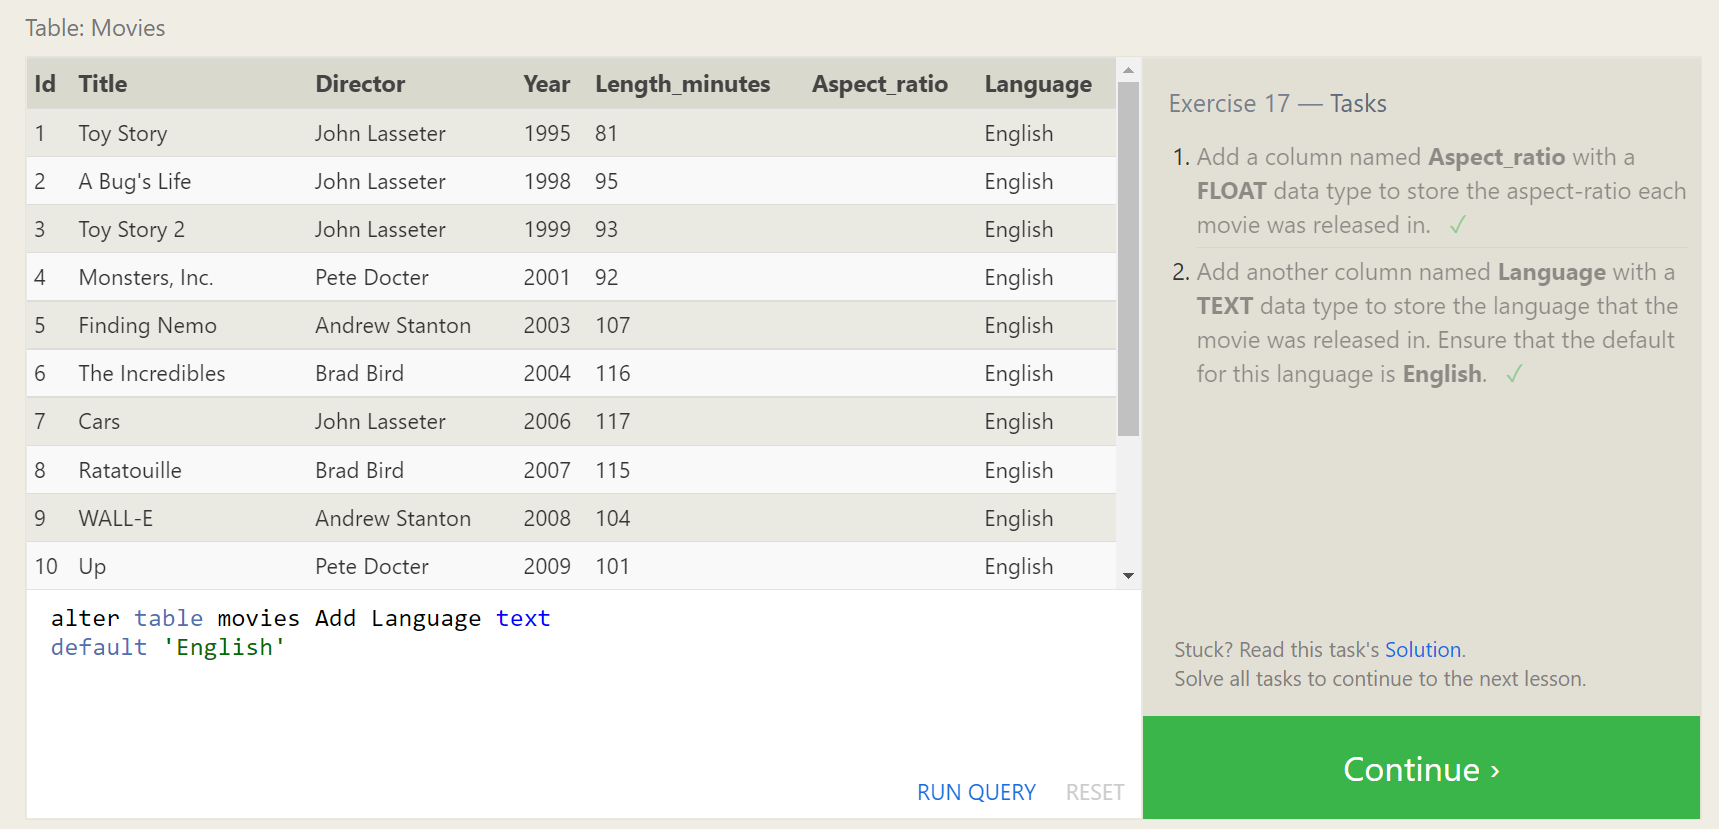 Table: Movies
Id Title Director Year Length_minutes Aspect_ratio Language
1 Toy Story John Lasseter 1995 81 English
2 A Bug's Life John Lasseter 1998 95 English
3 Toy Story 2 John Lasseter 1999 93 English
4 Monsters, Inc. Pete Docter 2001 92 English
5 Finding Nemo Andrew Stanton 2003 107 English
6 The Incredibles Brad Bird 2004 116 English
7 Cars John Lasseter 2006 117 English
8 Ratatouille Brad Bird 2007 115 English
9 WALL-E Andrew Stanton 2008 104 English
10 Up Pete Docter 2009 101 English
alter table movies Add Language text
default 'English'
RUN QUERY RESET
Exercise 17 — Tasks
1. Add a column named Aspect_ratio with a
FLOAT data type to store the aspect-ratio each
movie was released in. ✓
2. Add another column named Language with a
TEXT data type to store the language that the
movie was released in. Ensure that the default
for this language is English. ✓
Stuck? Read this task's Solution.
Solve all tasks to continue to the next lesson.
Continue ›